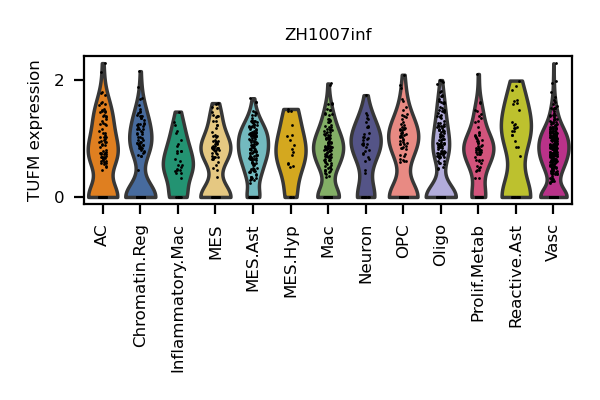 ZH1007inf
TUFM expression
2
0
AC
Chromatin.Reg
Inflammatory.Mac
MES
MES.Ast
MES.Hyp
Mac
Neuron
OPC
Oligo
Prolif.Metab
Reactive.Ast
Vasc